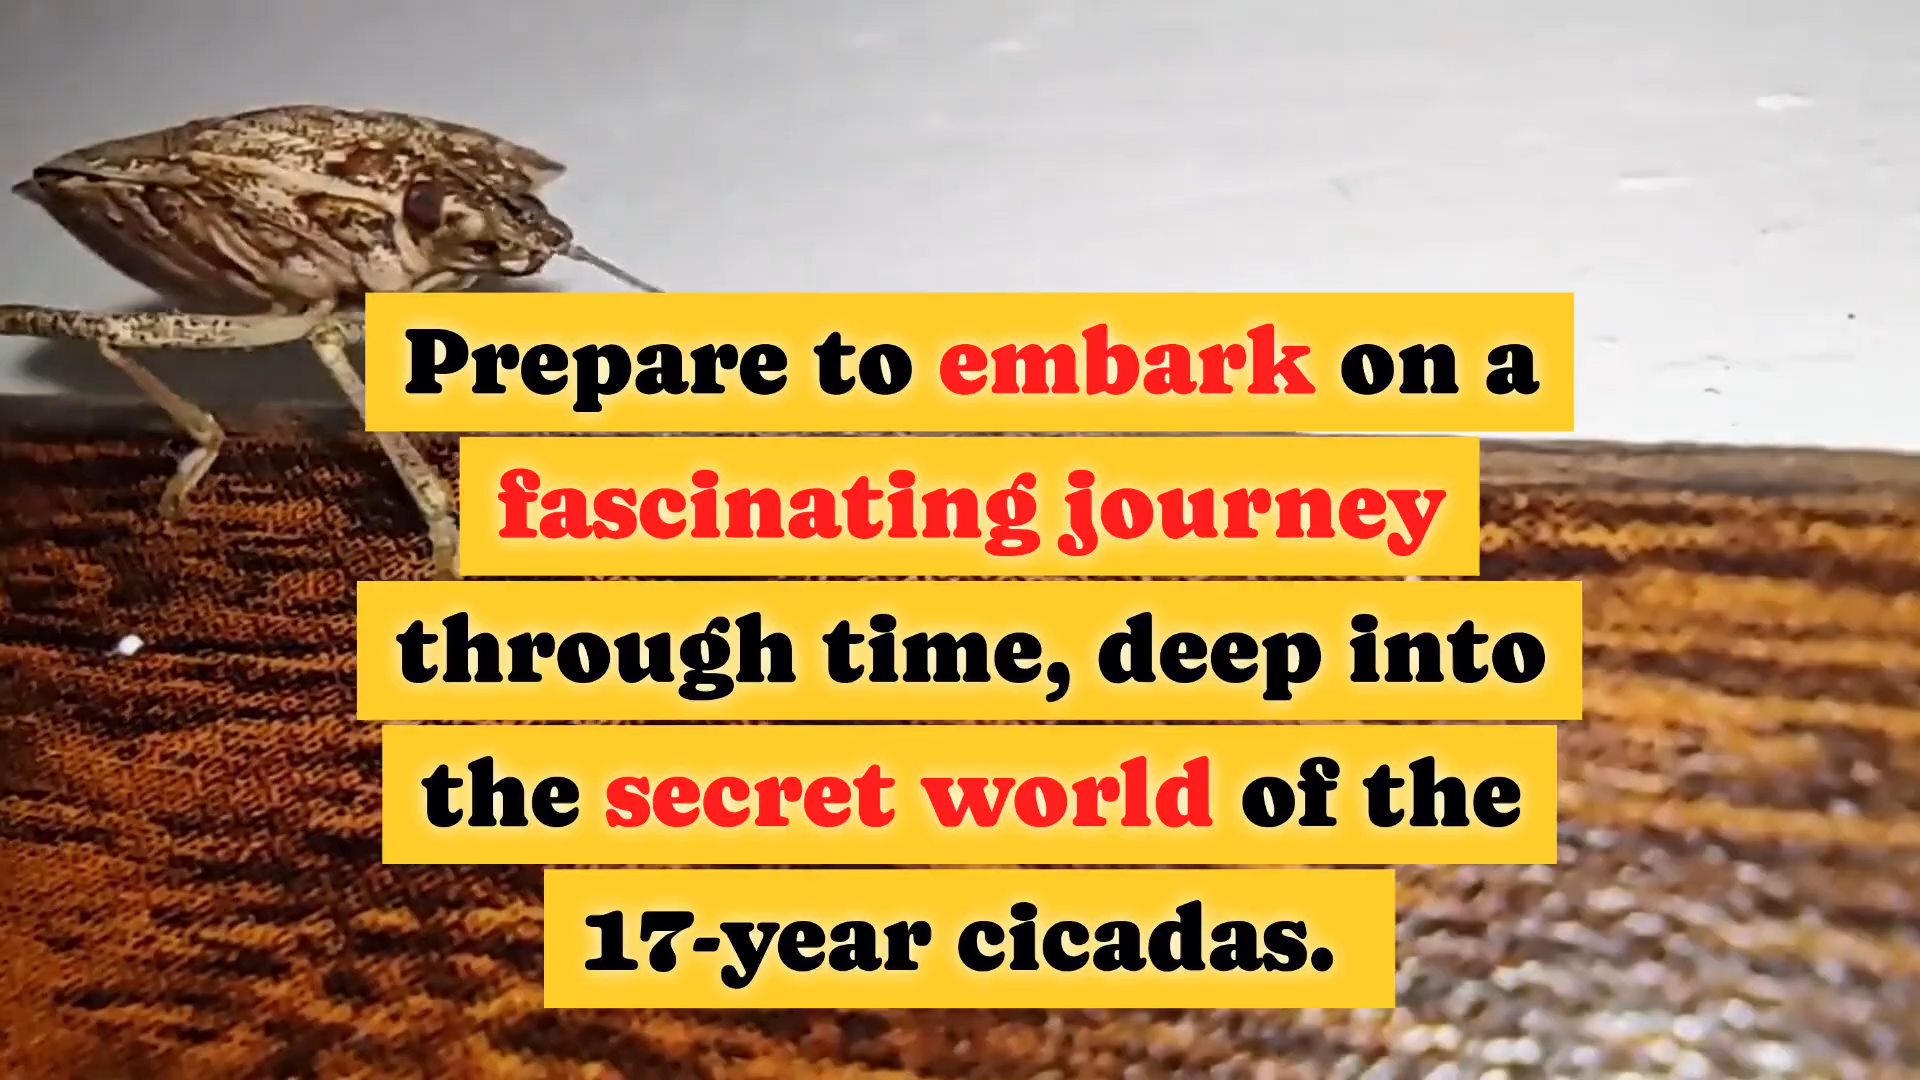 Prepare to embark on a
fascinating journey
through time, deep into
the secret world of the
17-year cicadas.